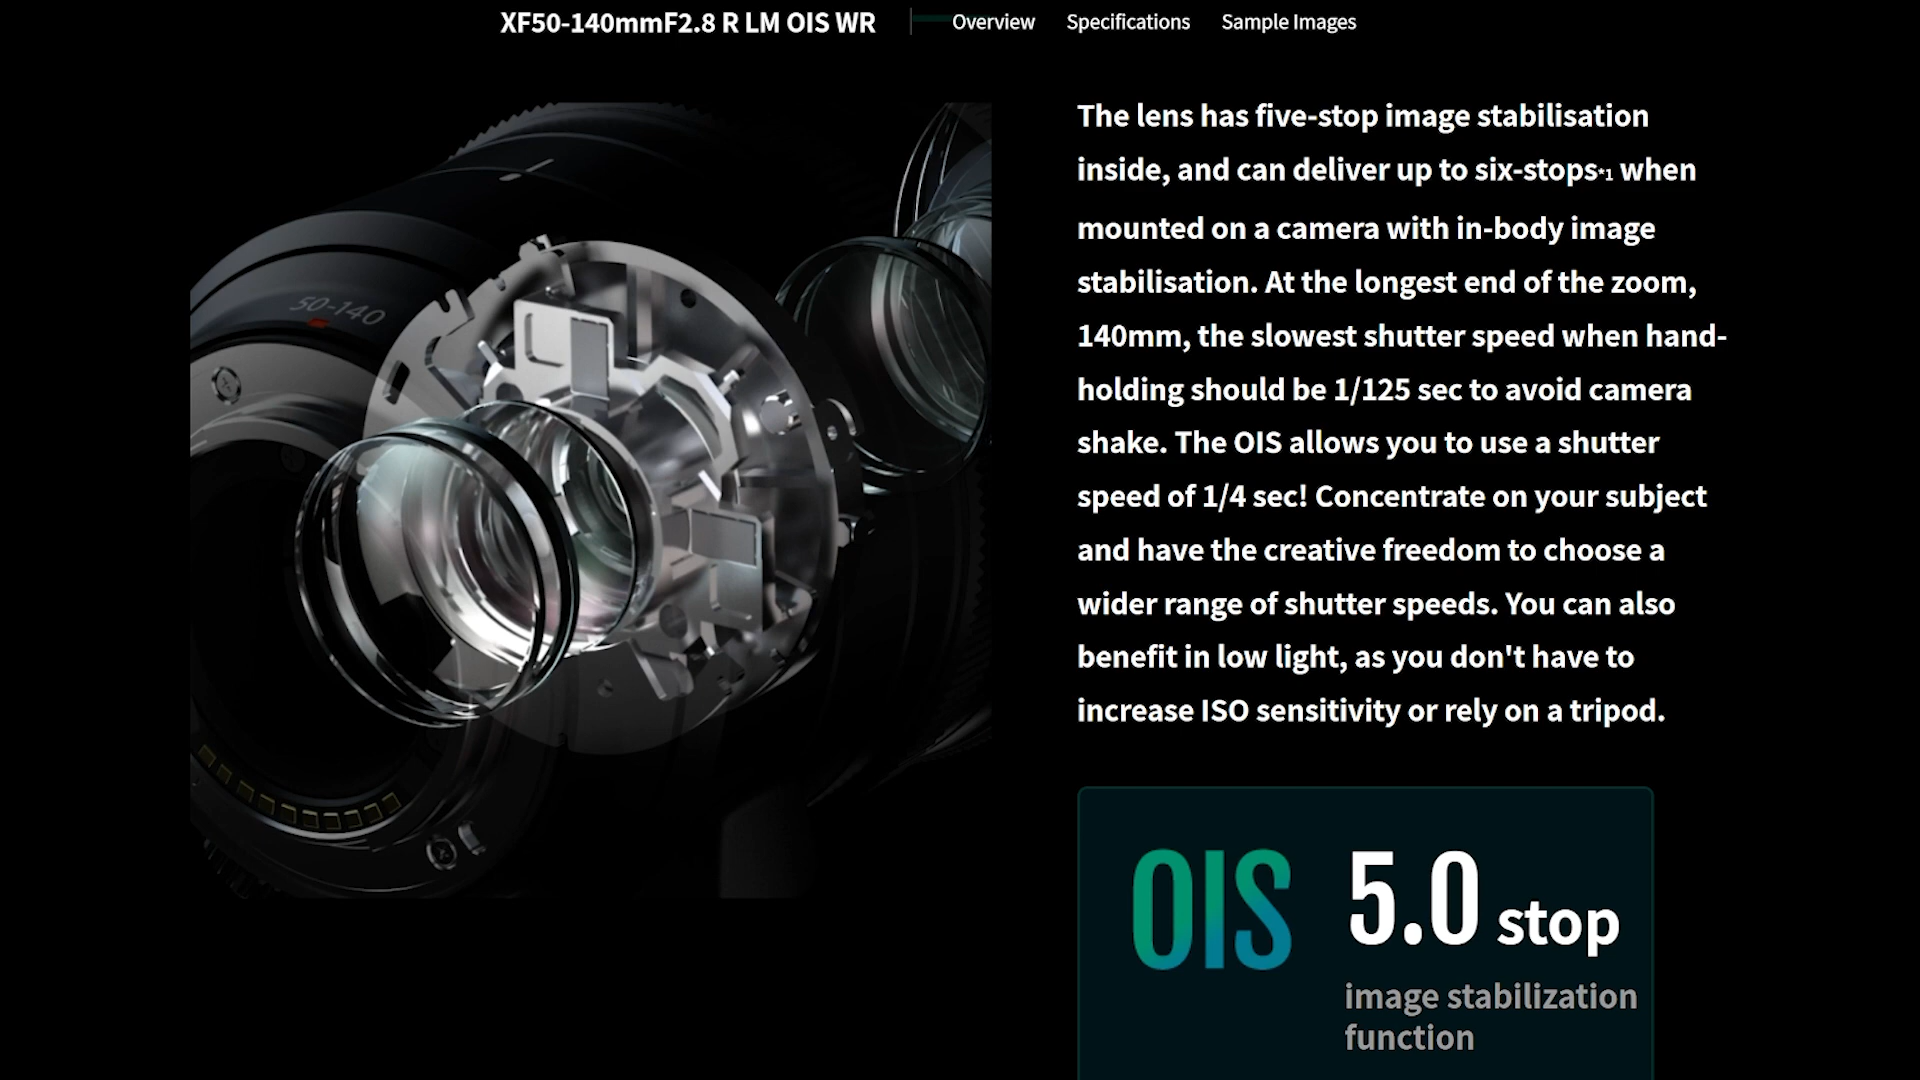 XF50-140mmF2.8 R LM OIS WR
Overview
Specifications
Sample Images
50-140
The lens has five-stop image stabilisation
inside, and can deliver up to six-stops*1 when
mounted on a camera with in-body image
stabilisation. At the longest end of the zoom,
140mm, the slowest shutter speed when hand-
holding should be 1/125 sec to avoid camera
shake. The OIS allows you to use a shutter
speed of 1/4 sec! Concentrate on your subject
and have the creative freedom to choose a
wider range of shutter speeds. You can also
benefit in low light, as you don't have to
increase ISO sensitivity or rely on a tripod.
OIS
5.0 stop
image stabilization
function